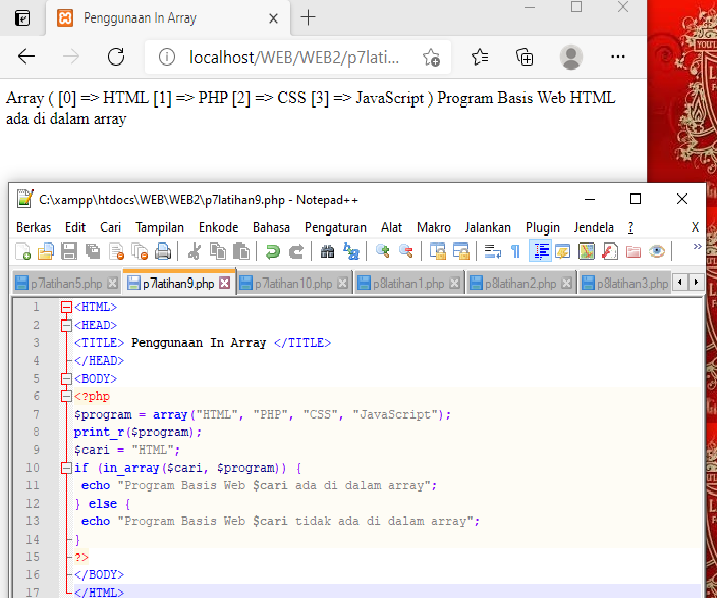 Penggunaan In Array
localhost/WEB/WEB2/p7lati...
Array ( [0] => HTML [1] => PHP [2] => CSS [3] => JavaScript ) Program Basis Web HTML
ada di dalam array
C:\xampp\htdocs\WEB\WEB2\p7latihan9.php - Notepad++
Berkas Edit Cari Tampilan Enkode Bahasa Pengaturan Alat Makro Jalankan Plugin Jendela ? X
p7latihan5.php p7latihan9.php p7latihan10.php p8latihan1.php p8latihan2.php p8latihan3.php
1 <HTML>
2 <HEAD>
3 <TITLE> Penggunaan In Array </TITLE>
4 </HEAD>
5 <BODY>
6 <?php
7 $program = array("HTML", "PHP", "CSS", "JavaScript");
8 print_r($program);
9 $cari = "HTML";
10 if (in_array($cari, $program)) {
11 echo "Program Basis Web $cari ada di dalam array";
12 } else {
13 echo "Program Basis Web $cari tidak ada di dalam array";
14 }
15 ?>
16 </BODY>
17 </HTML>